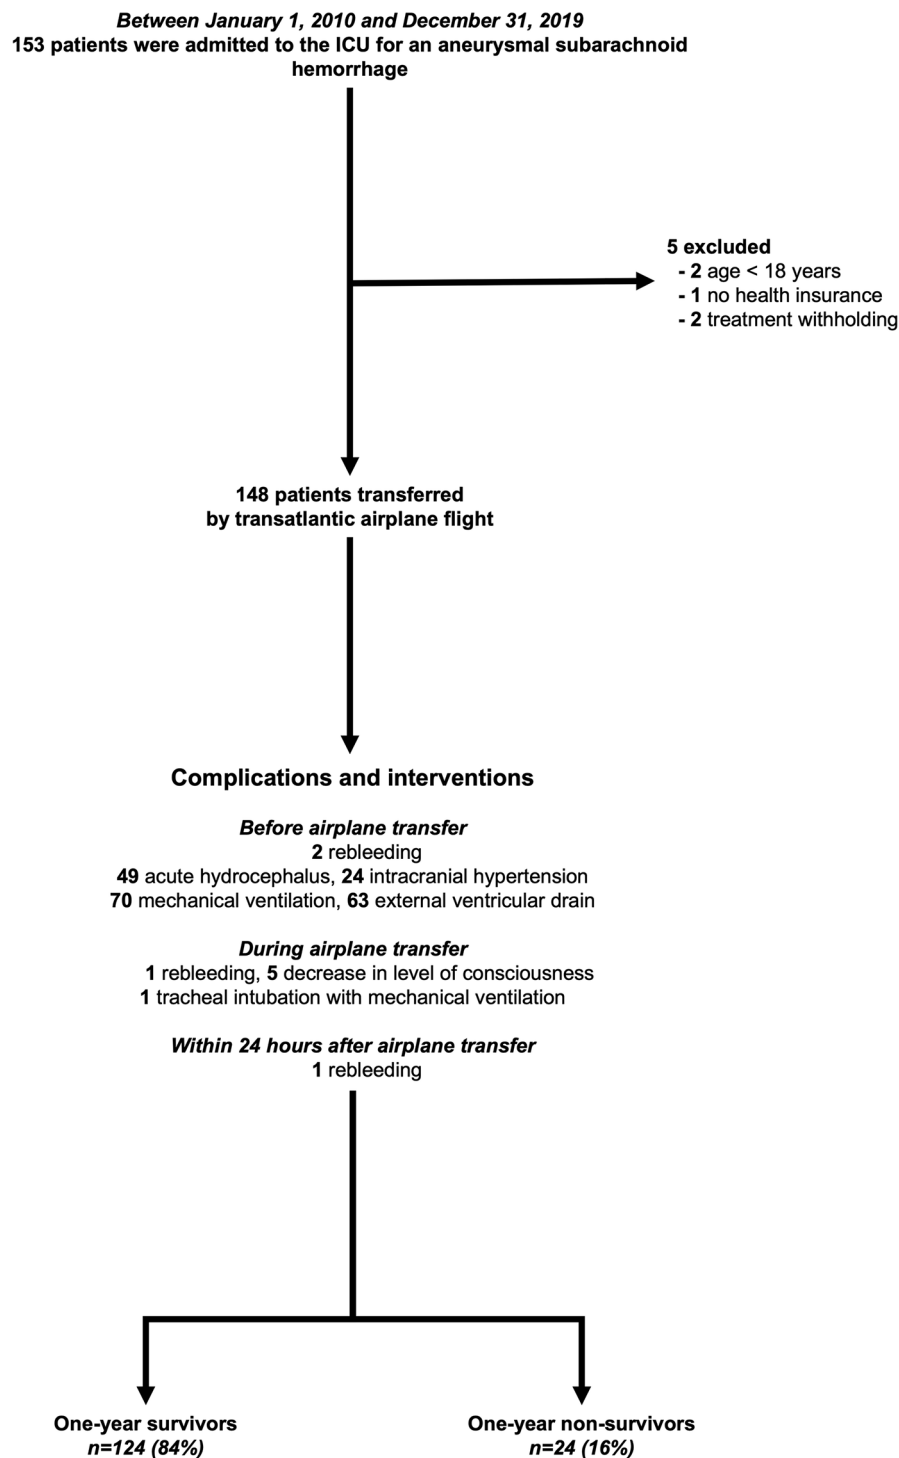 Between January 1, 2010 and December 31, 2019
153 patients were admitted to the ICU for an aneurysmal subarachnoid
hemorrhage
5 excluded
- 2 age < 18 years
- 1 no health insurance
- 2 treatment withholding
148 patients transferred
by transatlantic airplane flight
Complications and interventions
Before airplane transfer
2 rebleeding
49 acute hydrocephalus, 24 intracranial hypertension
70 mechanical ventilation, 63 external ventricular drain
During airplane transfer
1 rebleeding, 5 decrease in level of consciousness
1 tracheal intubation with mechanical ventilation
Within 24 hours after airplane transfer
1 rebleeding
One-year survivors
n=124 (84%)
One-year non-survivors
n=24 (16%)